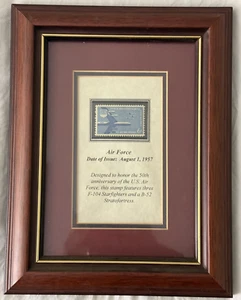 Air Force
Date of Issue: August 1, 1957
Designed to honor the 50th
anniversary of the U.S. Air
Force, this stamp features three
F-104 Starfighters and a B-52
Stratofortress